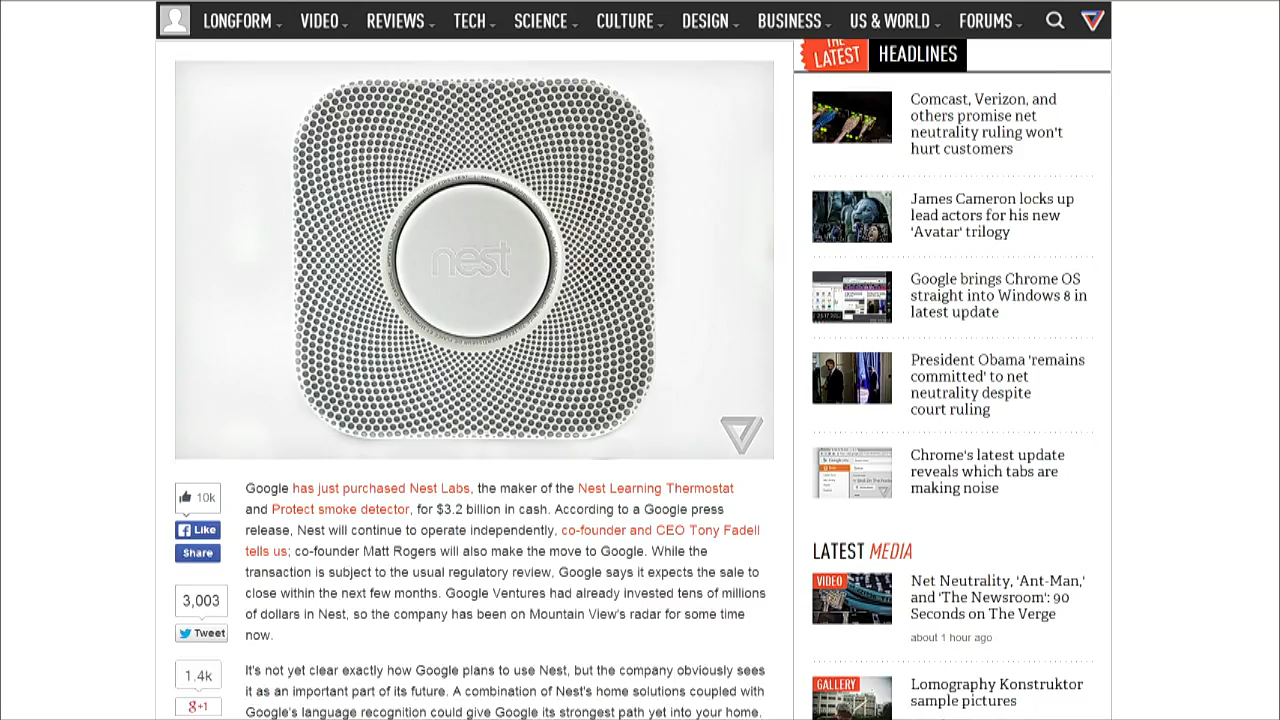 LONGFORM VIDEO REVIEWS TECH SCIENCE CULTURE DESIGN BUSINESS US & WORLD FORUMS
nest
10k
Like
Share
3,003
Tweet
1.4k
8+1
Google has just purchased Nest Labs, the maker of the Nest Learning Thermostat
and Protect smoke detector, for $3.2 billion in cash. According to a Google press
release, Nest will continue to operate independently, co-founder and CEO Tony Fadell
tells us; co-founder Matt Rogers will also make the move to Google. While the
transaction is subject to the usual regulatory review, Google says it expects the sale to
close within the next few months. Google Ventures had already invested tens of millions
of dollars in Nest, so the company has been on Mountain View's radar for some time
now.
It's not yet clear exactly how Google plans to use Nest, but the company obviously sees
it as an important part of its future. A combination of Nest's home solutions coupled with
Google's language recognition could give Google its strongest path yet into your home.
THE
LATEST HEADLINES
Comcast, Verizon, and
others promise net
neutrality ruling won't
hurt customers
James Cameron locks up
lead actors for his new
'Avatar' trilogy
Google brings Chrome OS
straight into Windows 8 in
latest update
President Obama 'remains
committed' to net
neutrality despite
court ruling
Chrome's latest update
reveals which tabs are
making noise
LATEST MEDIA
VIDEO
Net Neutrality, 'Ant-Man,'
and 'The Newsroom': 90
Seconds on The Verge
about 1 hour ago
GALLERY
Lomography Konstruktor
sample pictures